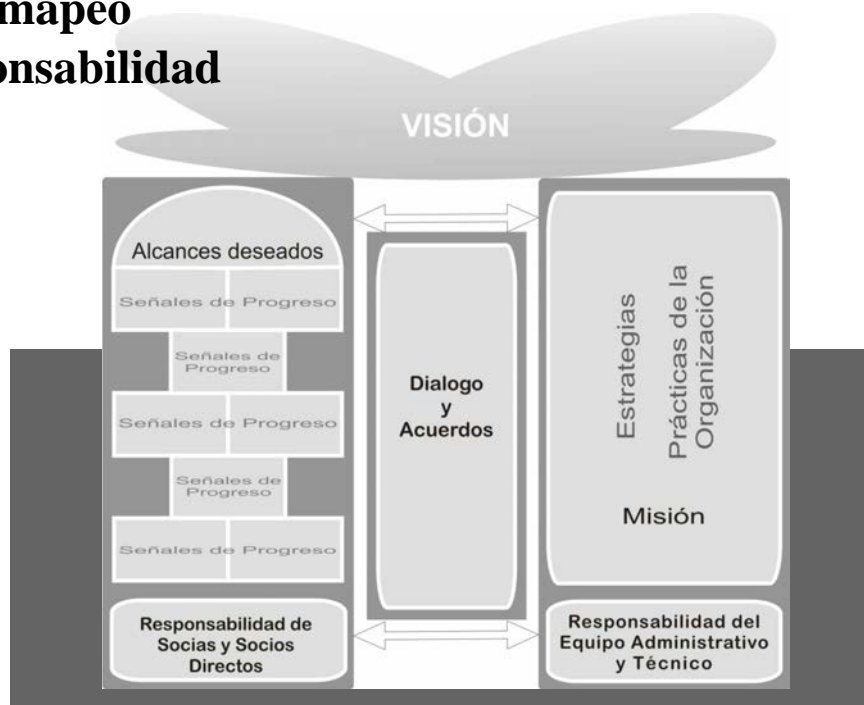 mapeo
onsabilidad
VISIÓN
Alcances deseados
Señales de Progreso
Señales de
Progreso
Señales de Progreso
Señales de
Progreso
Señales de Progreso
Responsabilidad de
Socias y Socios
Directos
Dialogo
y
Acuerdos
Estrategias
Prácticas de la
Organización
Misión
Responsabilidad del
Equipo Administrativo
y Técnico